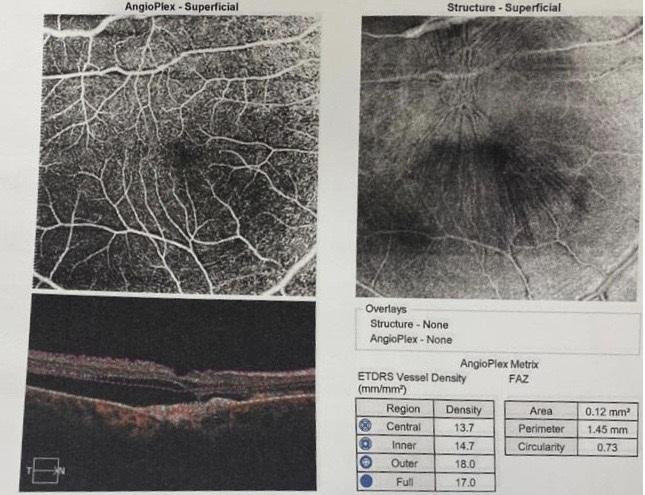 AngioPlex - Superficial
Structure - Superficial
Overlays
Structure - None
AngioPlex - None
AngioPlex Metrix
ETDRS Vessel Density
(mm/mm²)
FAZ
Region Density
Central 13.7
Inner 14.7
Outer 18.0
Full 17.0
Area 0.12 mm²
Perimeter 1.45 mm
Circularity 0.73
T N